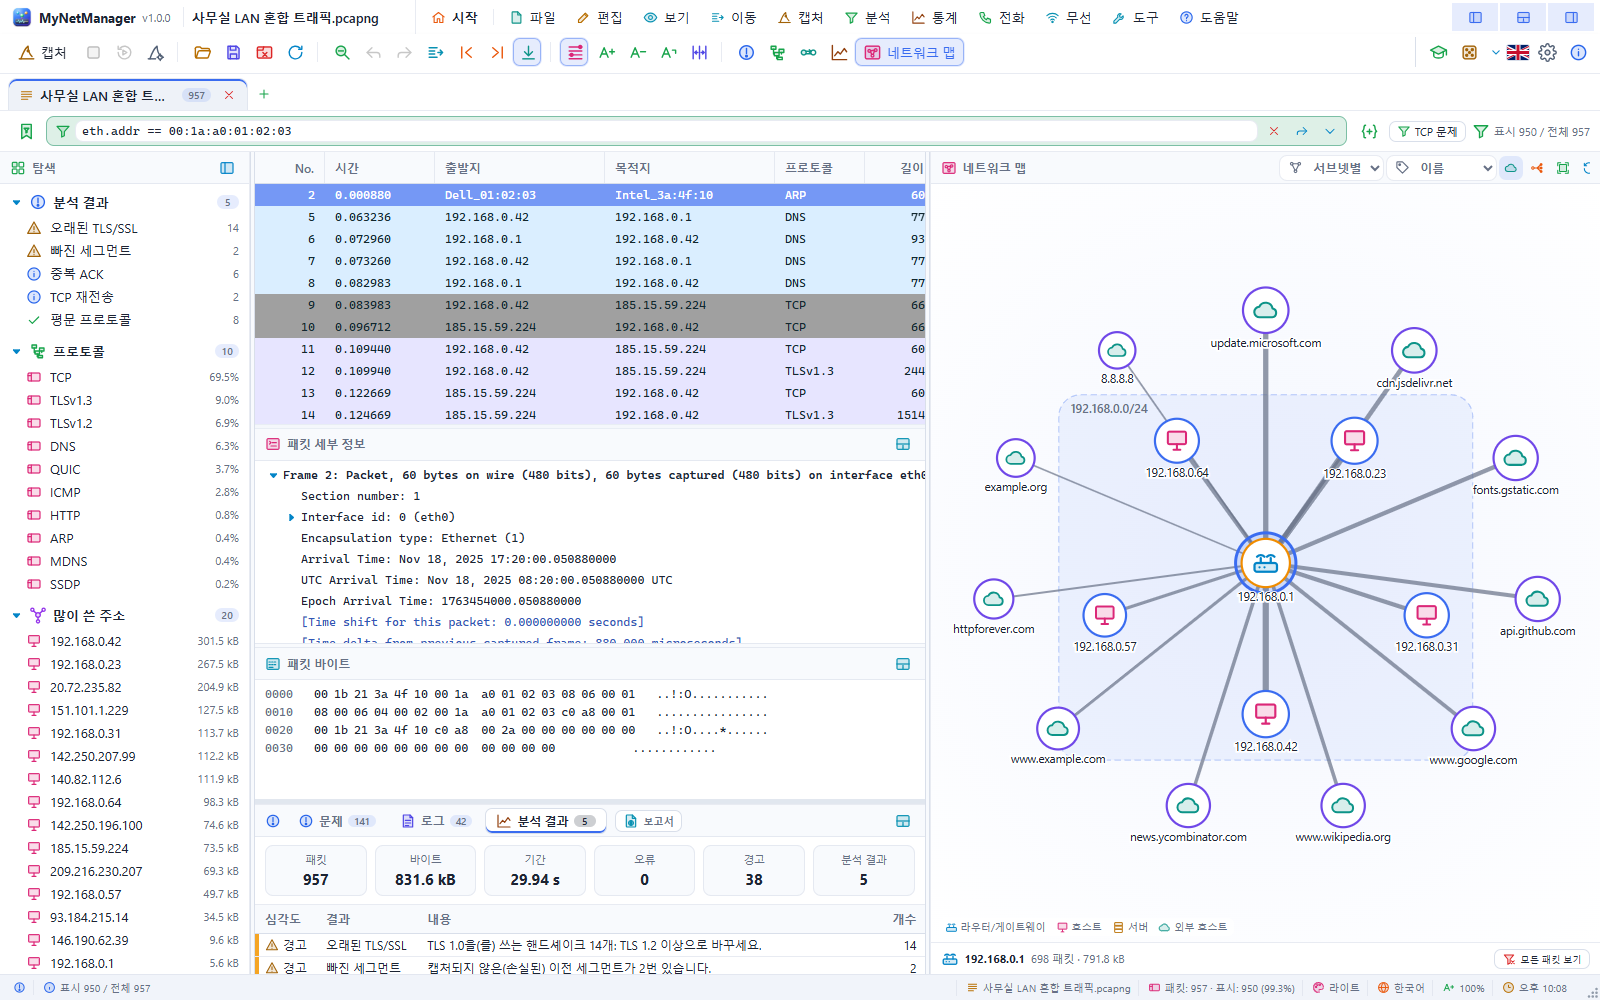 MyNetManager v1.0.0 사무실 LAN 혼합 트래픽.pcapng 시작 파일 편집 보기 이동 캡처 분석 통계 전화 무선 도구 도움말
캡처 A+ A− A 네트워크 맵
사무실 LAN 혼합 트... 957
eth.addr == 00:1a:a0:01:02:03 TCP 문제 표시 950 / 전체 957
탐색
분석 결과 5
오래된 TLS/SSL 14
빠진 세그먼트 2
중복 ACK 6
TCP 재전송 2
평문 프로토콜 8
프로토콜 10
TCP 69.5%
TLSv1.3 9.0%
TLSv1.2 6.9%
DNS 6.3%
QUIC 3.7%
ICMP 2.8%
HTTP 0.8%
ARP 0.4%
MDNS 0.4%
SSDP 0.2%
많이 쓴 주소 20
192.168.0.42 301.5 kB
192.168.0.23 267.5 kB
20.72.235.82 204.9 kB
151.101.1.229 127.5 kB
192.168.0.31 113.7 kB
142.250.207.99 112.2 kB
140.82.112.6 111.9 kB
192.168.0.64 98.3 kB
142.250.196.100 74.6 kB
185.15.59.224 73.5 kB
209.216.230.207 69.3 kB
192.168.0.57 49.7 kB
93.184.215.14 34.5 kB
146.190.62.39 9.6 kB
192.168.0.1 5.6 kB
No. 시간 출발지 목적지 프로토콜 길이
2 0.000880 Dell_01:02:03 Intel_3a:4f:10 ARP 60
5 0.063236 192.168.0.42 192.168.0.1 DNS 77
6 0.072960 192.168.0.1 192.168.0.42 DNS 93
7 0.073260 192.168.0.42 192.168.0.1 DNS 77
8 0.082983 192.168.0.1 192.168.0.42 DNS 77
9 0.083983 192.168.0.42 185.15.59.224 TCP 66
10 0.096712 185.15.59.224 192.168.0.42 TCP 66
11 0.109440 192.168.0.42 185.15.59.224 TCP 60
12 0.109940 192.168.0.42 185.15.59.224 TLSv1.3 244
13 0.122669 185.15.59.224 192.168.0.42 TCP 60
14 0.124669 185.15.59.224 192.168.0.42 TLSv1.3 1514
패킷 세부 정보
Frame 2: Packet, 60 bytes on wire (480 bits), 60 bytes captured (480 bits) on interface eth0
Section number: 1
Interface id: 0 (eth0)
Encapsulation type: Ethernet (1)
Arrival Time: Nov 18, 2025 17:20:00.050880000
UTC Arrival Time: Nov 18, 2025 08:20:00.050880000 UTC
Epoch Arrival Time: 1763454000.050880000
[Time shift for this packet: 0.000000000 seconds]
[Time delta from previous captured frame: 880.000 microseconds]
패킷 바이트
0000 00 1b 21 3a 4f 10 00 1a a0 01 02 03 08 06 00 01 ..!:O...........
0010 08 00 06 04 00 02 00 1a a0 01 02 03 c0 a8 00 01 ................
0020 00 1b 21 3a 4f 10 c0 a8 00 2a 00 00 00 00 00 00 ..!:O....*......
0030 00 00 00 00 00 00 00 00 00 00 00 00 ............
문제 141 로그 42 분석 결과 5 보고서
패킷 바이트 기간 오류 경고 분석 결과
957 831.6 kB 29.94 s 0 38 5
심각도 결과 내용 개수
경고 오래된 TLS/SSL TLS 1.0을(를) 쓰는 핸드셰이크 14개: TLS 1.2 이상으로 바꾸세요. 14
경고 빠진 세그먼트 캡처되지 않은(손실된) 이전 세그먼트가 2번 있습니다. 2
네트워크 맵 서브넷별 이름
update.microsoft.com
8.8.8.8
cdn.jsdelivr.net
192.168.0.0/24
192.168.0.64
192.168.0.23
example.org
fonts.gstatic.com
192.168.0.1
httpforever.com
api.github.com
192.168.0.57
192.168.0.31
192.168.0.42
www.example.com
www.google.com
news.ycombinator.com
www.wikipedia.org
라우터/게이트웨이 호스트 서버 외부 호스트
192.168.0.1 698 패킷 · 791.8 kB 모든 패킷 보기
표시 950 / 전체 957 사무실 LAN 혼합 트래픽.pcapng 패킷: 957 · 표시: 950 (99.3%) 라이트 한국어 A+ 100% 오후 10:08